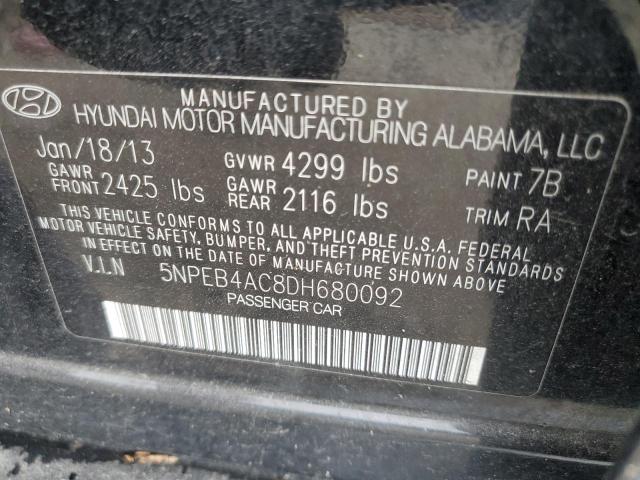 MANUFACTURED BY
HYUNDAI MOTOR MANUFACTURING ALABAMA, LLC
Jan/18/13 GVWR 4299 lbs PAINT 7B
GAWR FRONT 2425 lbs GAWR REAR 2116 lbs TRIM RA
THIS VEHICLE CONFORMS TO ALL APPLICABLE U.S.A. FEDERAL
MOTOR VEHICLE SAFETY, BUMPER, AND THEFT PREVENTION STANDARDS
IN EFFECT ON THE DATE OF MANUFACTURE SHOWN ABOVE
V.I.N 5NPEB4AC8DH680092
PASSENGER CAR